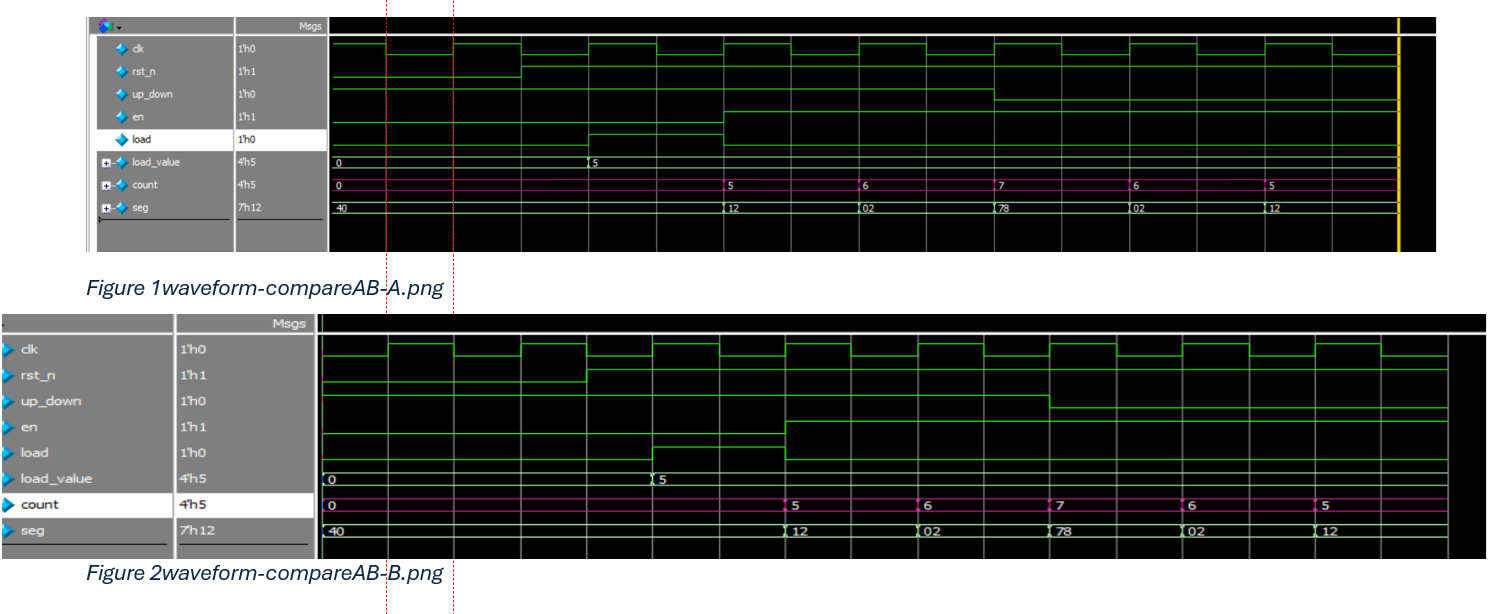 Msgs
clk 1'h0
rst_n 1'h1
up_down 1'h0
en 1'h1
load 1'h0
load_value 4'h5 0 5
count 4'h5 0 5 6 7 6 5
seg 7'h12 40 12 02 78 02 12
Figure 1waveform-compareAB-A.png
Msgs
clk 1'h0
rst_n 1'h1
up_down 1'h0
en 1'h1
load 1'h0
load_value 4'h5 0 5
count 4'h5 0 5 6 7 6 5
seg 7'h12 40 12 02 78 02 12
Figure 2waveform-compareAB-B.png